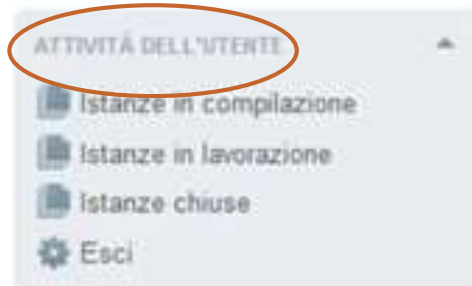 ATTIVITÀ DELL'UTENTE
Istanze in compilazione
Istanze in lavorazione
Istanze chiuse
Esci